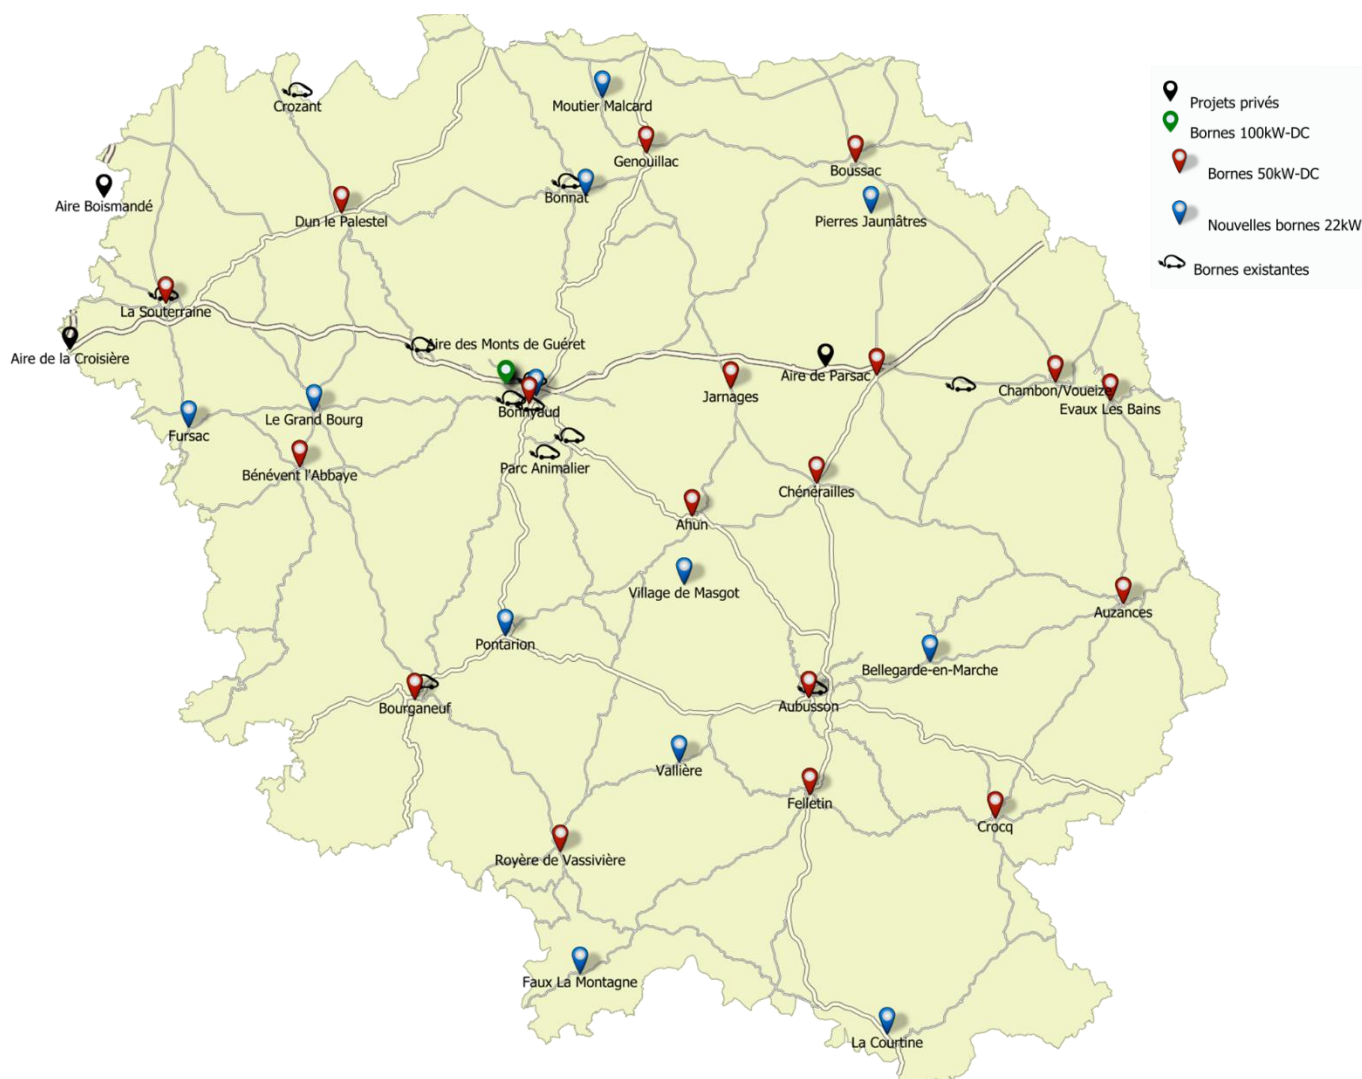 Projets privés
Bornes 100kW-DC
Bornes 50kW-DC
Nouvelles bornes 22kW
Bornes existantes
Crozant
Moutier Malcard
Genouillac
Boussac
Aire Boismandé
Bonnat
Dun le Palestel
Pierres Jaumâtres
La Souterraine
Aire de la Croisière
Aire des Monts de Guéret
Aire de Parsac
Jarnages
Chambon/Voueize
Evaux Les Bains
Bonnyaud
Le Grand Bourg
Fursac
Bénévent l'Abbaye
Parc Animalier
Chénérailles
Ahun
Village de Masgot
Auzances
Pontarion
Bellegarde-en-Marche
Bourganeuf
Aubusson
Vallière
Felletin
Crocq
Royère de Vassivière
Faux La Montagne
La Courtine